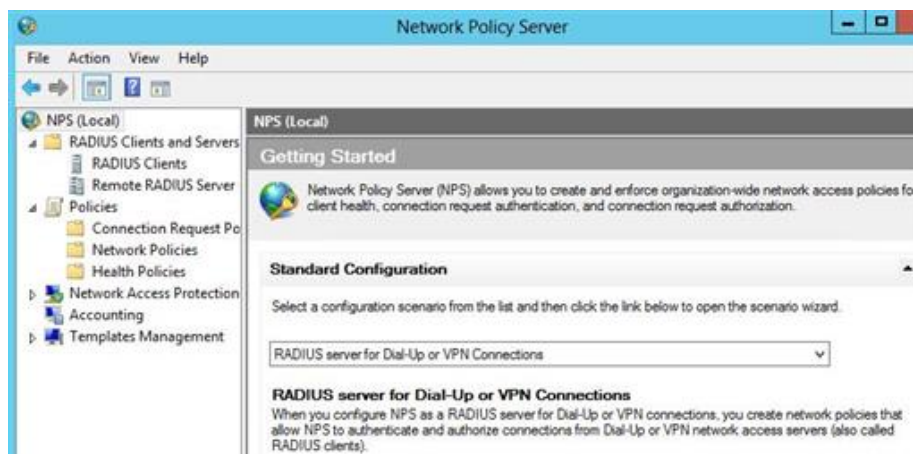 Network Policy Server
File Action View Help
NPS (Local)
RADIUS Clients and Servers
RADIUS Clients
Remote RADIUS Server
Policies
Connection Request Po
Network Policies
Health Policies
Network Access Protection
Accounting
Templates Management
NPS (Local)
Getting Started
Network Policy Server (NPS) allows you to create and enforce organization-wide network access policies fo
client health, connection request authentication, and connection request authorization.
Standard Configuration
Select a configuration scenario from the list and then click the link below to open the scenario wizard.
RADIUS server for Dial-Up or VPN Connections
RADIUS server for Dial-Up or VPN Connections
When you configure NPS as a RADIUS server for Dial-Up or VPN connections, you create network policies that
allow NPS to authenticate and authorize connections from Dial-Up or VPN network access servers (also called
RADIUS clients).